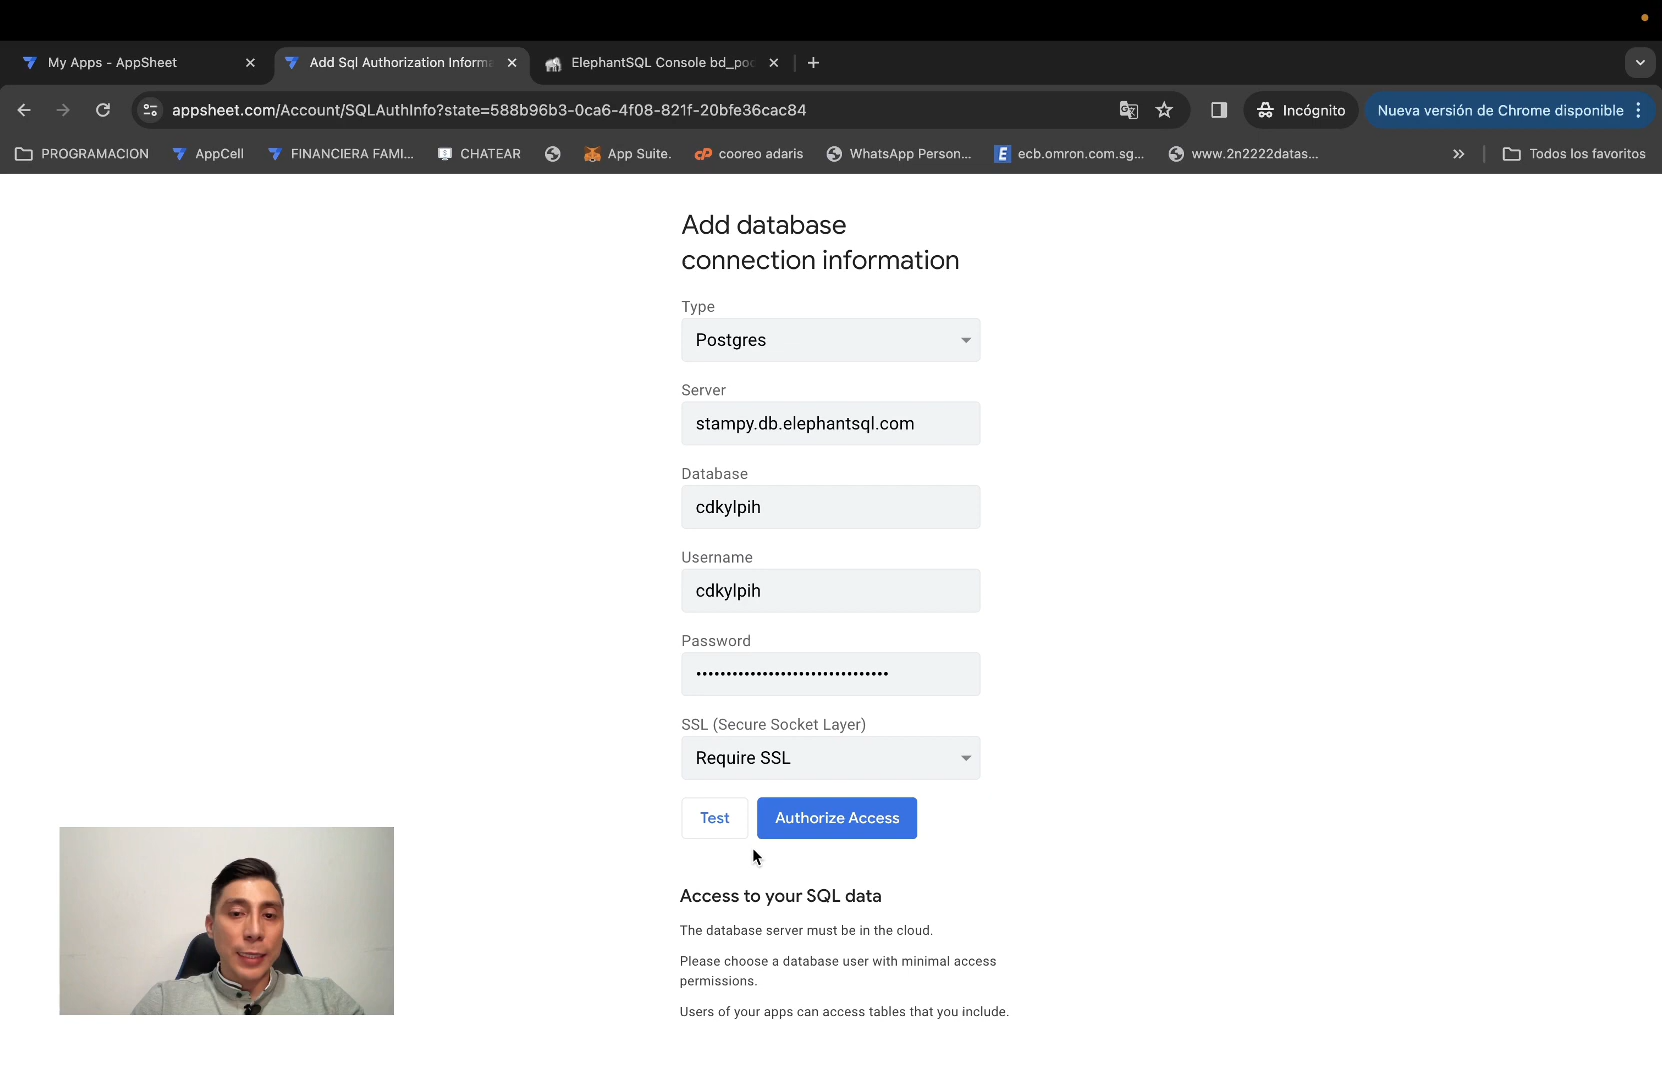 My Apps - AppSheet
Add Sql Authorization Inform
ElephantSQL Console bd_poc
appsheet.com/Account/SQLAuthInfo?state=588b96b3-0ca6-4f08-821f-20bfe36cac84
Incógnito
Nueva versión de Chrome disponible
PROGRAMACION
AppCell
FINANCIERA FAMI...
CHATEAR
App Suite.
cooreo adaris
WhatsApp Person...
ecb.omron.com.sg...
www.2n2222datas...
Todos los favoritos
Add database
connection information
Type
Postgres
Server
stampy.db.elephantsql.com
Database
cdkylpih
Username
cdkylpih
Password
SSL (Secure Socket Layer)
Require SSL
Test
Authorize Access
Access to your SQL data
The database server must be in the cloud.
Please choose a database user with minimal access
permissions.
Users of your apps can access tables that you include.